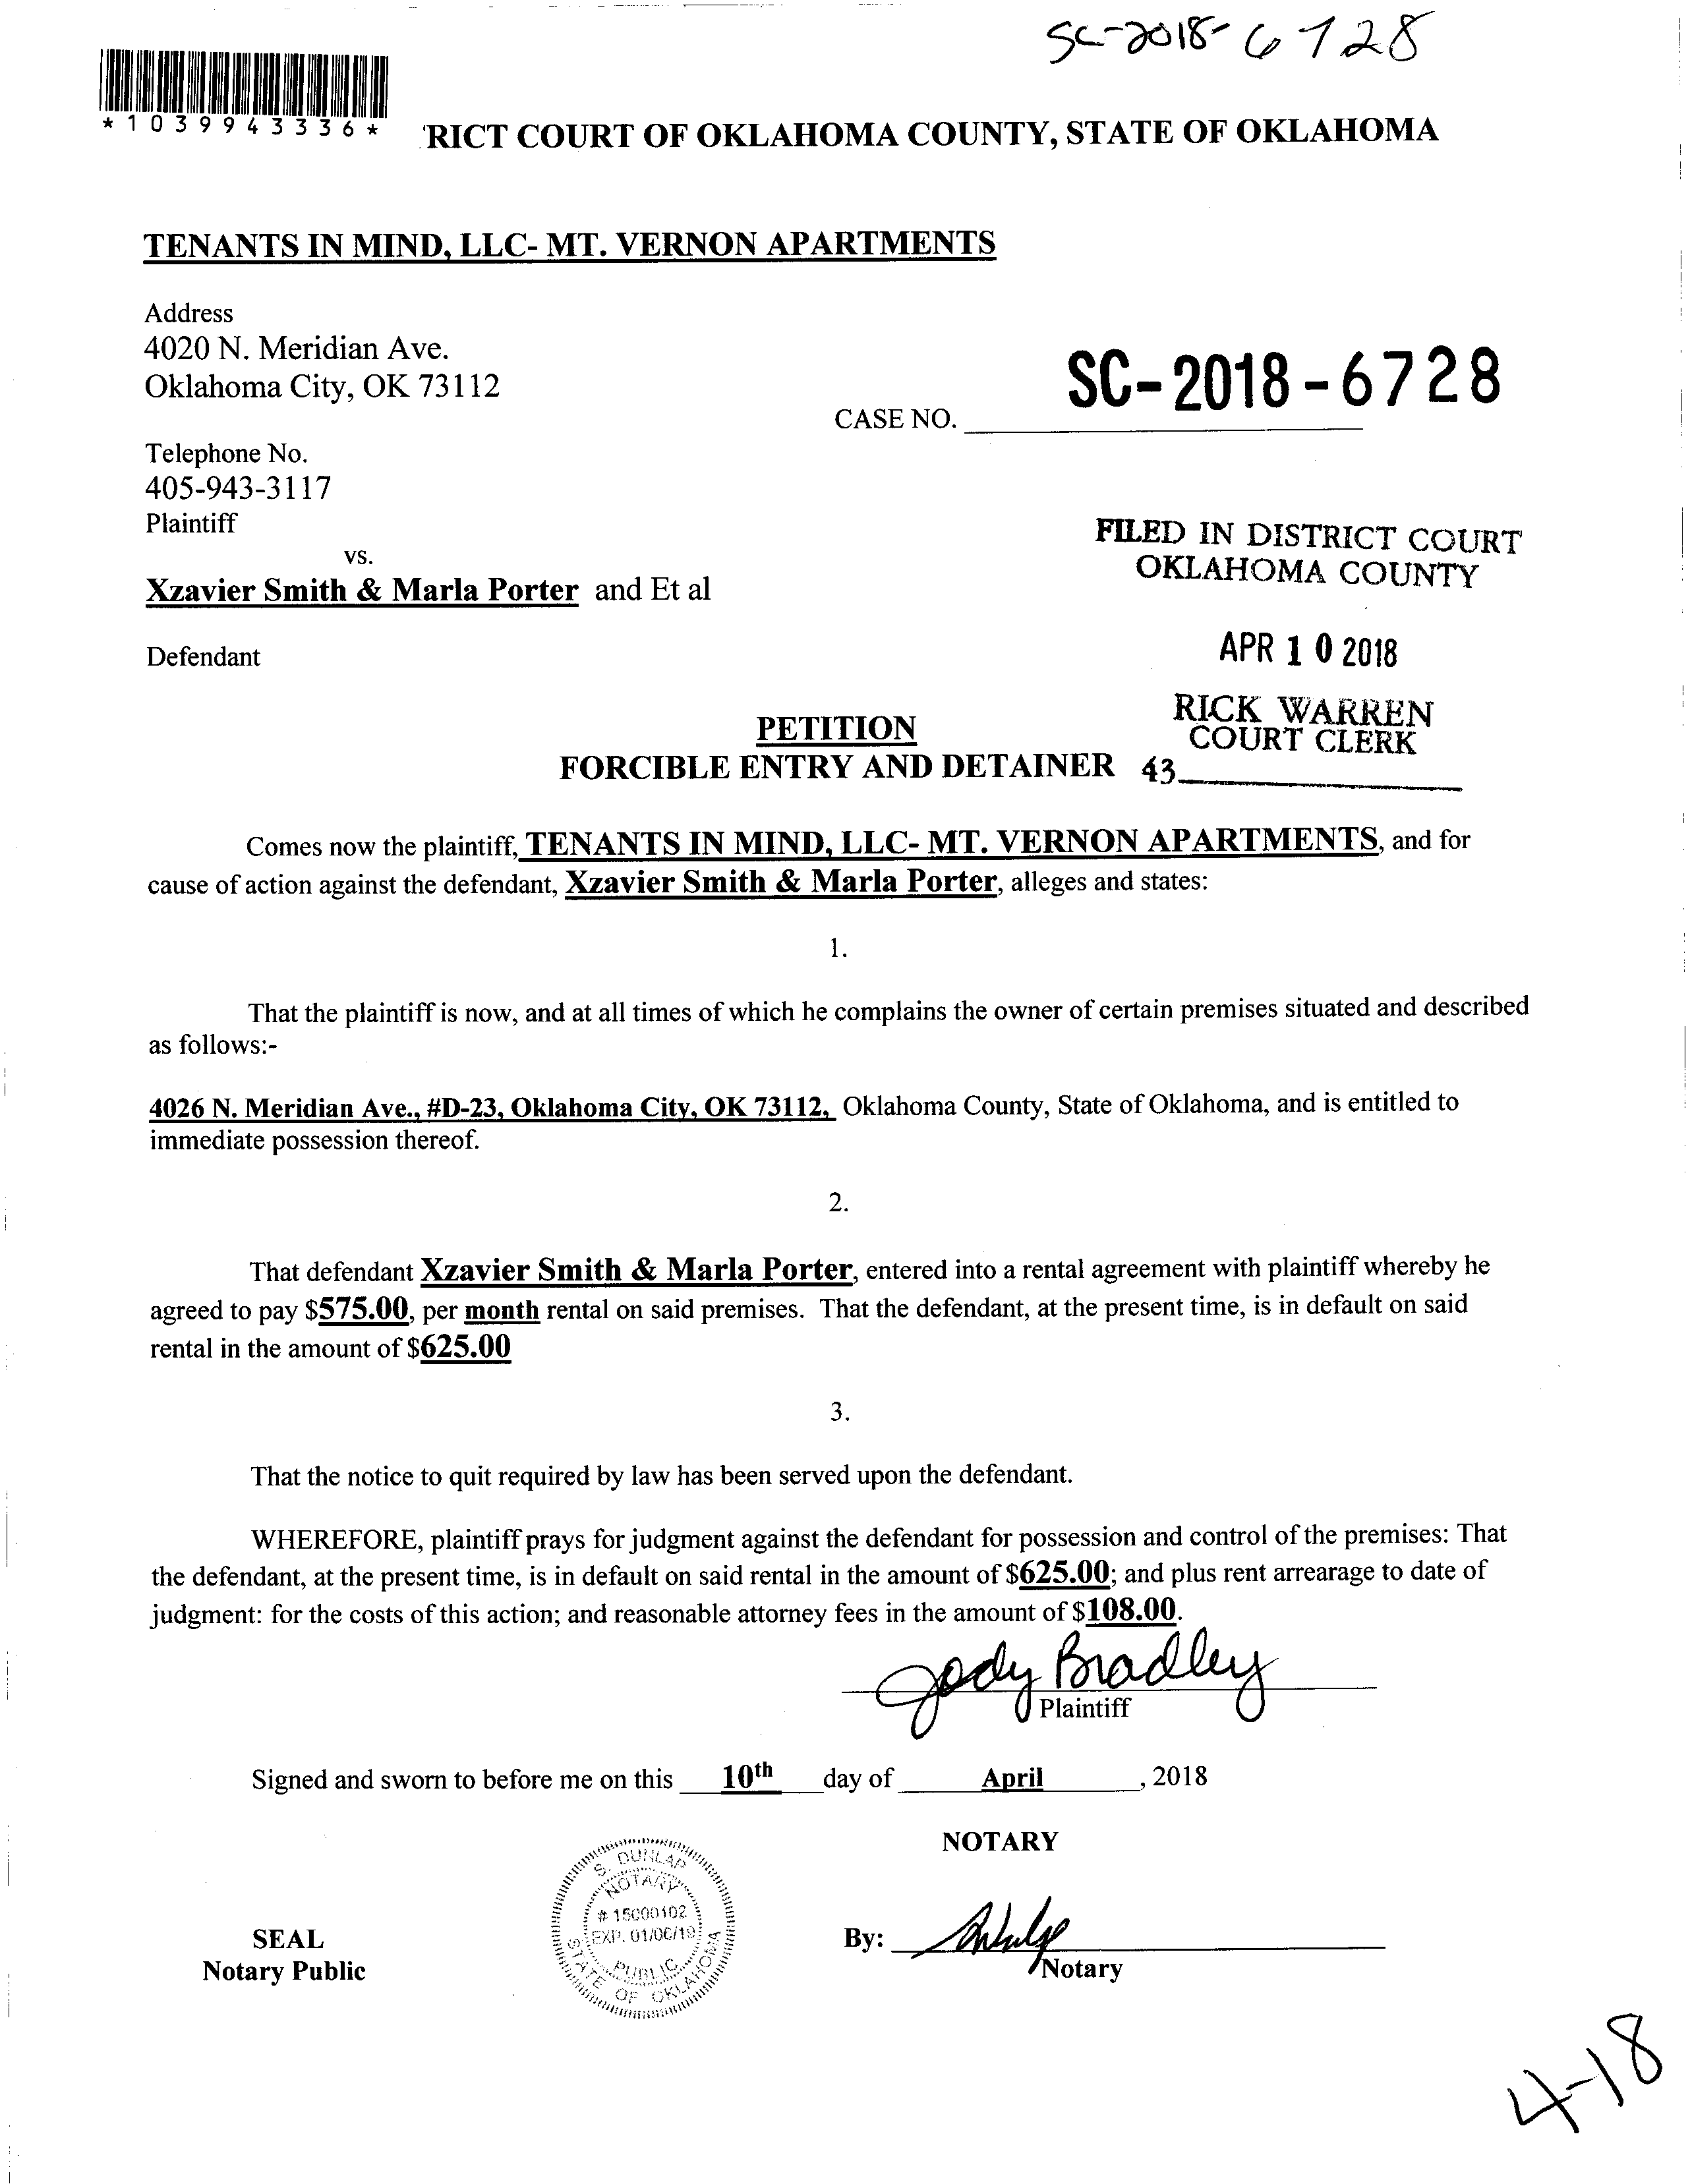 SC-2018-6728
*1039943336*
'RICT COURT OF OKLAHOMA COUNTY, STATE OF OKLAHOMA
TENANTS IN MIND, LLC- MT. VERNON APARTMENTS
Address
4020 N. Meridian Ave.
Oklahoma City, OK 73112
SC-2018-6728
CASE NO.
Telephone No.
405-943-3117
Plaintiff
FILED IN DISTRICT COURT
OKLAHOMA COUNTY
vs.
Xzavier Smith & Marla Porter and Et al
Defendant
APR 10 2018
RICK WARREN
COURT CLERK
43
PETITION
FORCIBLE ENTRY AND DETAINER
Comes now the plaintiff, TENANTS IN MIND, LLC- MT. VERNON APARTMENTS, and for
cause of action against the defendant, Xzavier Smith & Marla Porter, alleges and states:
1.
That the plaintiff is now, and at all times of which he complains the owner of certain premises situated and described
as follows:-
4026 N. Meridian Ave., #D-23, Oklahoma City, OK 73112, Oklahoma County, State of Oklahoma, and is entitled to
immediate possession thereof.
2.
That defendant Xzavier Smith & Marla Porter, entered into a rental agreement with plaintiff whereby he
agreed to pay $575.00, per month rental on said premises. That the defendant, at the present time, is in default on said
rental in the amount of $625.00
3.
That the notice to quit required by law has been served upon the defendant.
WHEREFORE, plaintiff prays for judgment against the defendant for possession and control of the premises: That
the defendant, at the present time, is in default on said rental in the amount of $625.00; and plus rent arrearage to date of
judgment: for the costs of this action; and reasonable attorney fees in the amount of $108.00.
Jody Bradley
Plaintiff
Signed and sworn to before me on this 10th day of April, 2018
NOTARY
S. DUNLAP
NOTARY
# 15000102
EXP. 01/06/19
PUBLIC
STATE OF OKLAHOMA
SEAL
Notary Public
By:
Notary
4-18